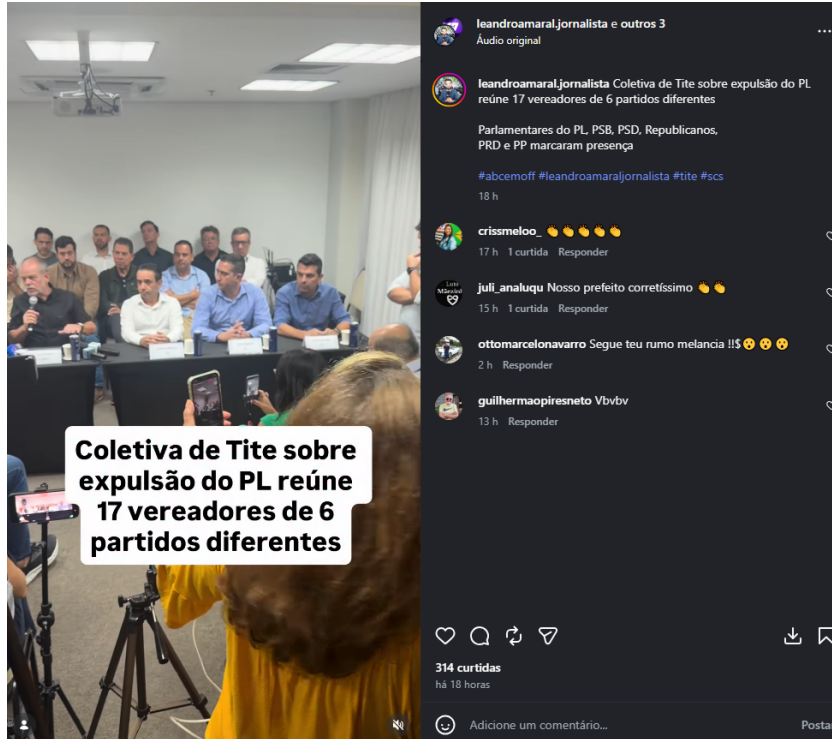 leandroamaral.jornalista e outros 3
Áudio original
leandroamaral.jornalista Coletiva de Tite sobre expulsão do PL
reúne 17 vereadores de 6 partidos diferentes
Parlamentares do PL, PSB, PSD, Republicanos,
PRD e PP marcaram presença
#abcemoff #leandroamaraljornalista #tite #scs
18 h
crissmeloo_ 👏👏👏👏👏
17 h 1 curtida Responder
juli_analuqu Nosso prefeito corretíssimo 👏👏
15 h 1 curtida Responder
ottomarcelonavarro Segue teu rumo melancia !!$😮😮😮
2 h Responder
guilhermaopiresneto Vbvbv
13 h Responder
Coletiva de Tite sobre
expulsão do PL reúne
17 vereadores de 6
partidos diferentes
314 curtidas
há 18 horas
Adicione um comentário...
Postar